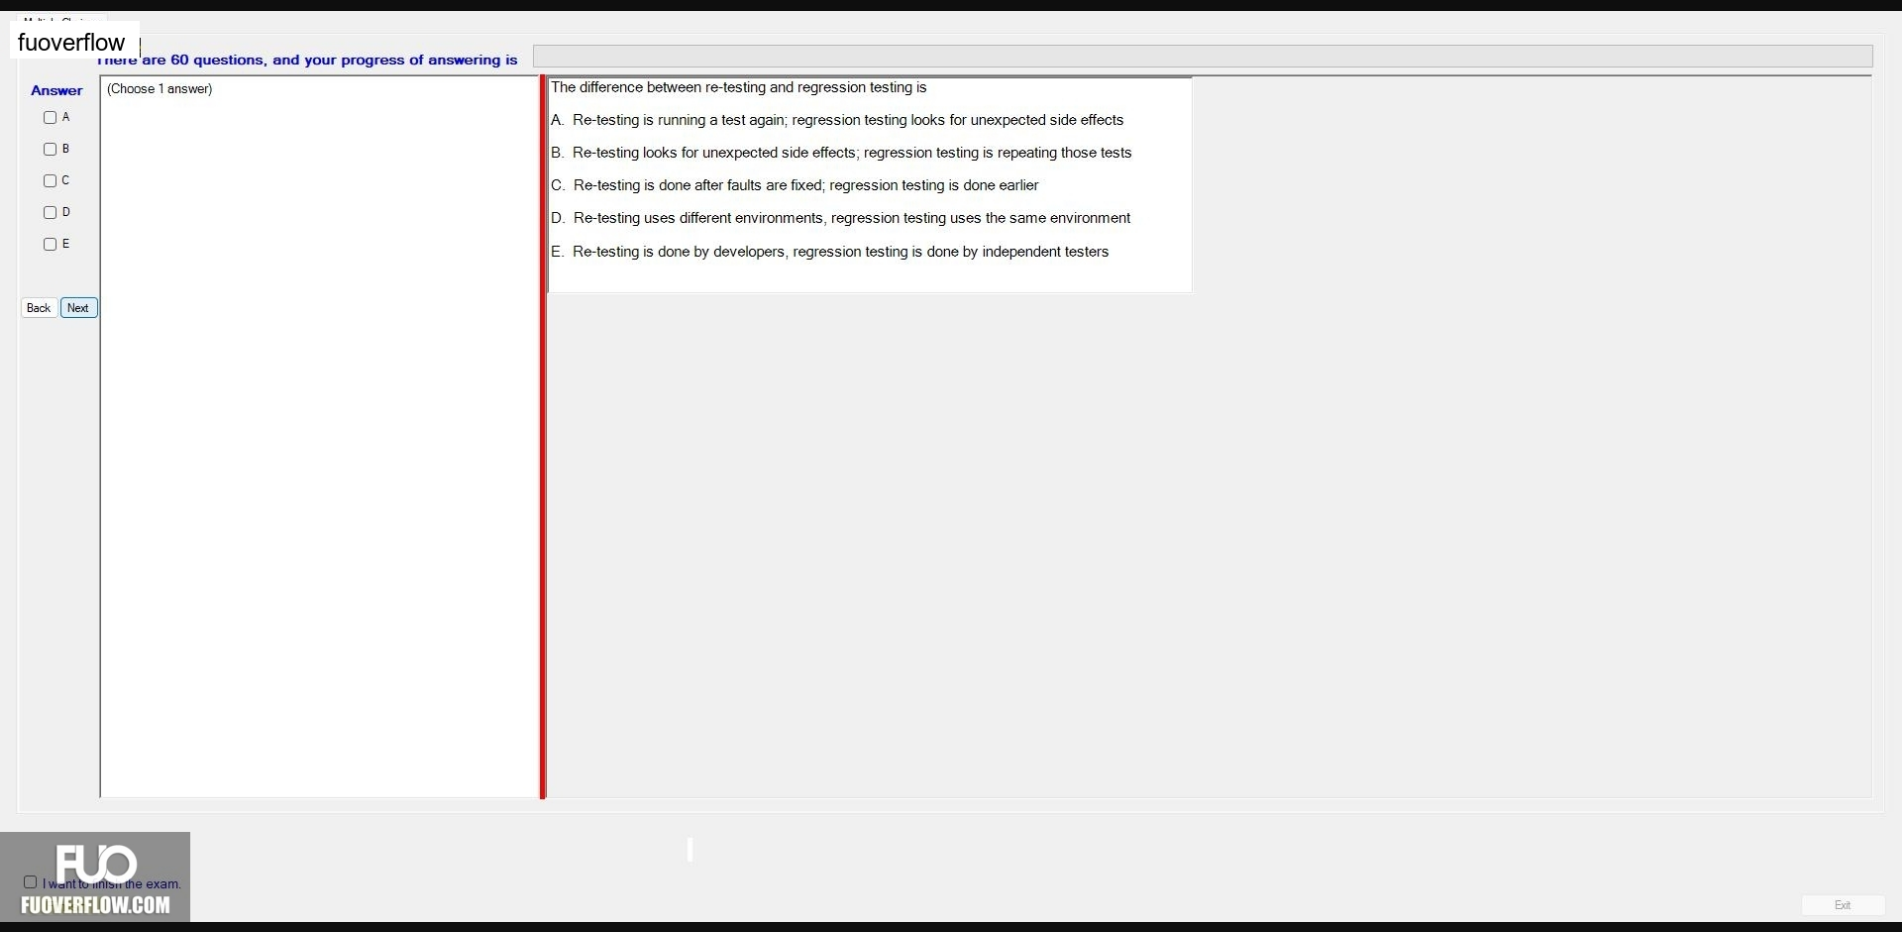 fuoverflow
There are 60 questions, and your progress of answering is
Answer
(Choose 1 answer)
A
B
C
D
E
Back Next
The difference between re-testing and regression testing is
A. Re-testing is running a test again; regression testing looks for unexpected side effects
B. Re-testing looks for unexpected side effects; regression testing is repeating those tests
C. Re-testing is done after faults are fixed; regression testing is done earlier
D. Re-testing uses different environments, regression testing uses the same environment
E. Re-testing is done by developers, regression testing is done by independent testers
FUO
I want to finish the exam.
FUOVERFLOW.COM
Exit